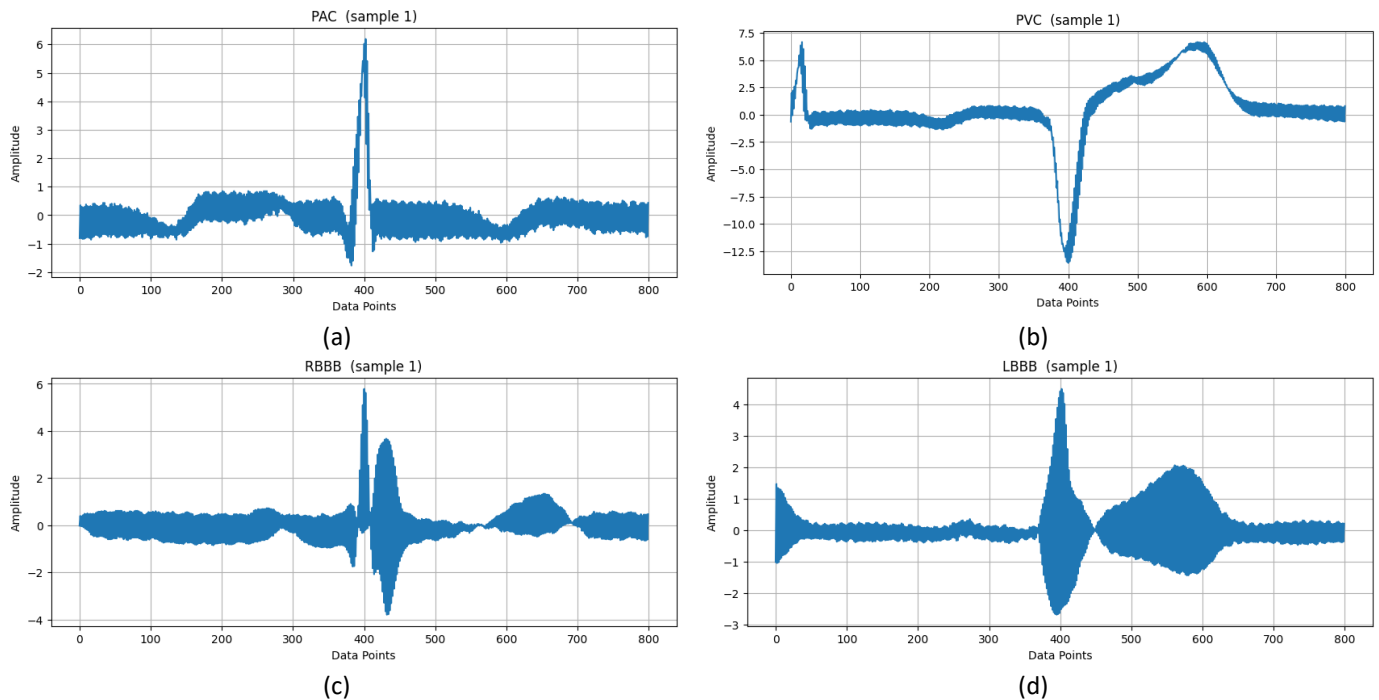 PAC (sample 1)
Amplitude
6
5
4
3
2
1
0
−1
−2
0 100 200 300 400 500 600 700 800
Data Points
(a)
PVC (sample 1)
Amplitude
7.5
5.0
2.5
0.0
−2.5
−5.0
−7.5
−10.0
−12.5
0 100 200 300 400 500 600 700 800
Data Points
(b)
RBBB (sample 1)
Amplitude
6
4
2
0
−2
−4
0 100 200 300 400 500 600 700 800
Data Points
(c)
LBBB (sample 1)
Amplitude
4
3
2
1
0
−1
−2
−3
0 100 200 300 400 500 600 700 800
Data Points
(d)